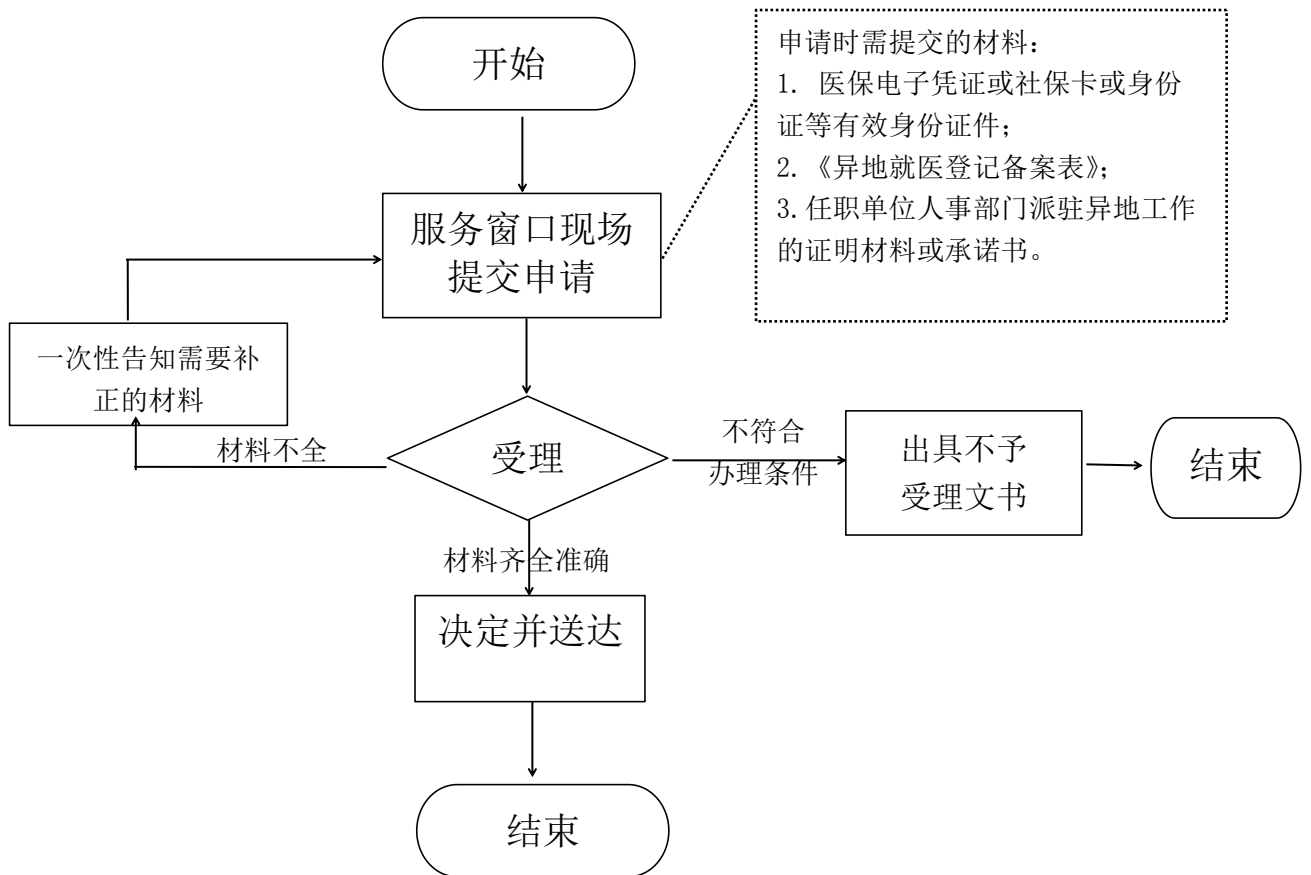 开始
申请时需提交的材料：
1. 医保电子凭证或社保卡或身份
证等有效身份证件；
2.《异地就医登记备案表》；
3.任职单位人事部门派驻异地工作
的证明材料或承诺书。
服务窗口现场
提交申请
一次性告知需要补
正的材料
材料不全
受理
不符合
办理条件
出具不予
受理文书
结束
材料齐全准确
决定并送达
结束